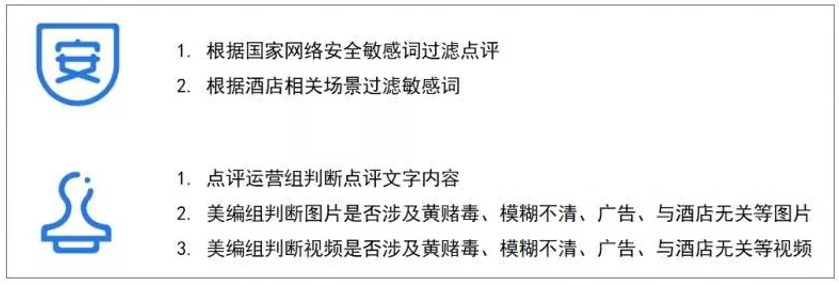 安
1. 根据国家网络安全敏感词过滤点评
2. 根据酒店相关场景过滤敏感词
1. 点评运营组判断点评文字内容
2. 美编组判断图片是否涉及黄赌毒、模糊不清、广告、与酒店无关等图片
3. 美编组判断视频是否涉及黄赌毒、模糊不清、广告、与酒店无关等视频